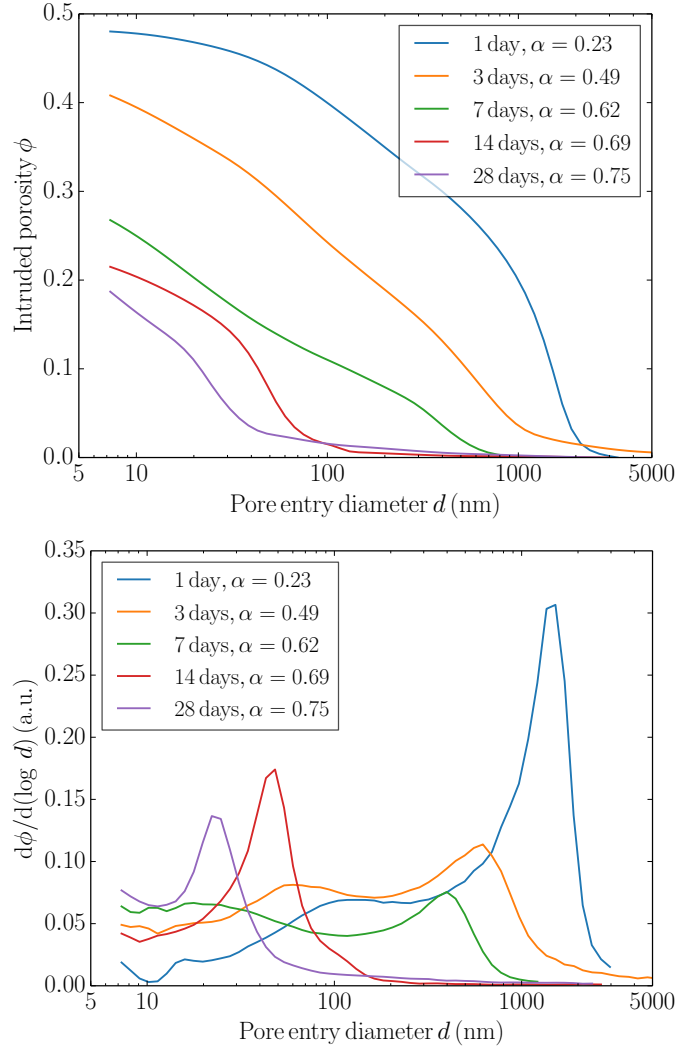 0.5
0.4
0.3
0.2
0.1
0.0
Intruded porosity ϕ
1 day, α = 0.23
3 days, α = 0.49
7 days, α = 0.62
14 days, α = 0.69
28 days, α = 0.75
5 10 100 1000 5000
Pore entry diameter d (nm)
0.35
0.30
0.25
0.20
0.15
0.10
0.05
0.00
dϕ/d(log d) (a.u.)
1 day, α = 0.23
3 days, α = 0.49
7 days, α = 0.62
14 days, α = 0.69
28 days, α = 0.75
5 10 100 1000 5000
Pore entry diameter d (nm)